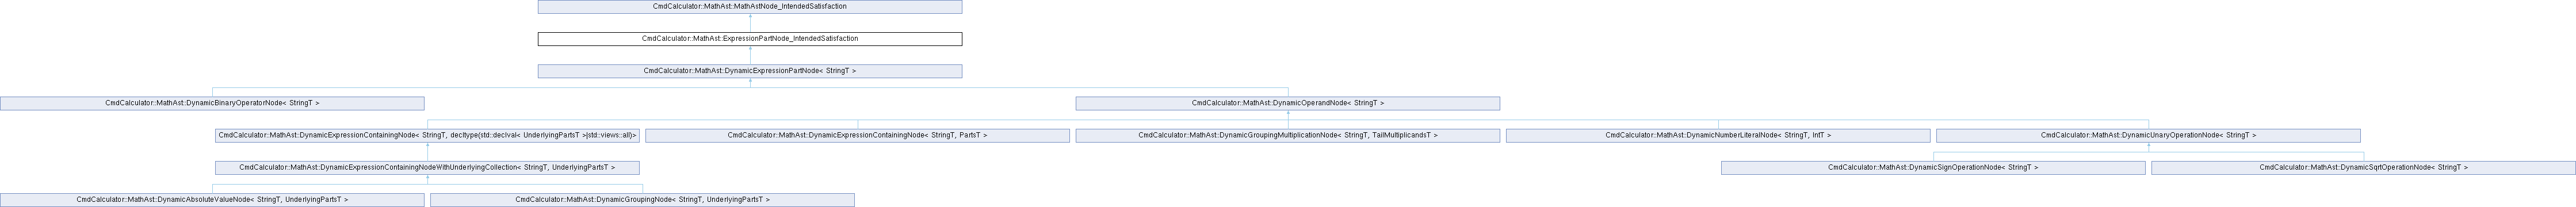 CmdCalculator::MathAst::MathAstNode_IntendedSatisfaction
CmdCalculator::MathAst::ExpressionPartNode_IntendedSatisfaction
CmdCalculator::MathAst::DynamicExpressionPartNode< StringT >
CmdCalculator::MathAst::DynamicBinaryOperatorNode< StringT >
CmdCalculator::MathAst::DynamicOperandNode< StringT >
CmdCalculator::MathAst::DynamicExpressionContainingNode< StringT, decltype(std::declval< UnderlyingPartsT >|std::views::all)>
CmdCalculator::MathAst::DynamicExpressionContainingNode< StringT, PartsT >
CmdCalculator::MathAst::DynamicGroupingMultiplicationNode< StringT, TailMultiplicandsT >
CmdCalculator::MathAst::DynamicNumberLiteralNode< StringT, IntT >
CmdCalculator::MathAst::DynamicUnaryOperationNode< StringT >
CmdCalculator::MathAst::DynamicExpressionContainingNodeWithUnderlyingCollection< StringT, UnderlyingPartsT >
CmdCalculator::MathAst::DynamicSignOperationNode< StringT >
CmdCalculator::MathAst::DynamicSqrtOperationNode< StringT >
CmdCalculator::MathAst::DynamicAbsoluteValueNode< StringT, UnderlyingPartsT >
CmdCalculator::MathAst::DynamicGroupingNode< StringT, UnderlyingPartsT >